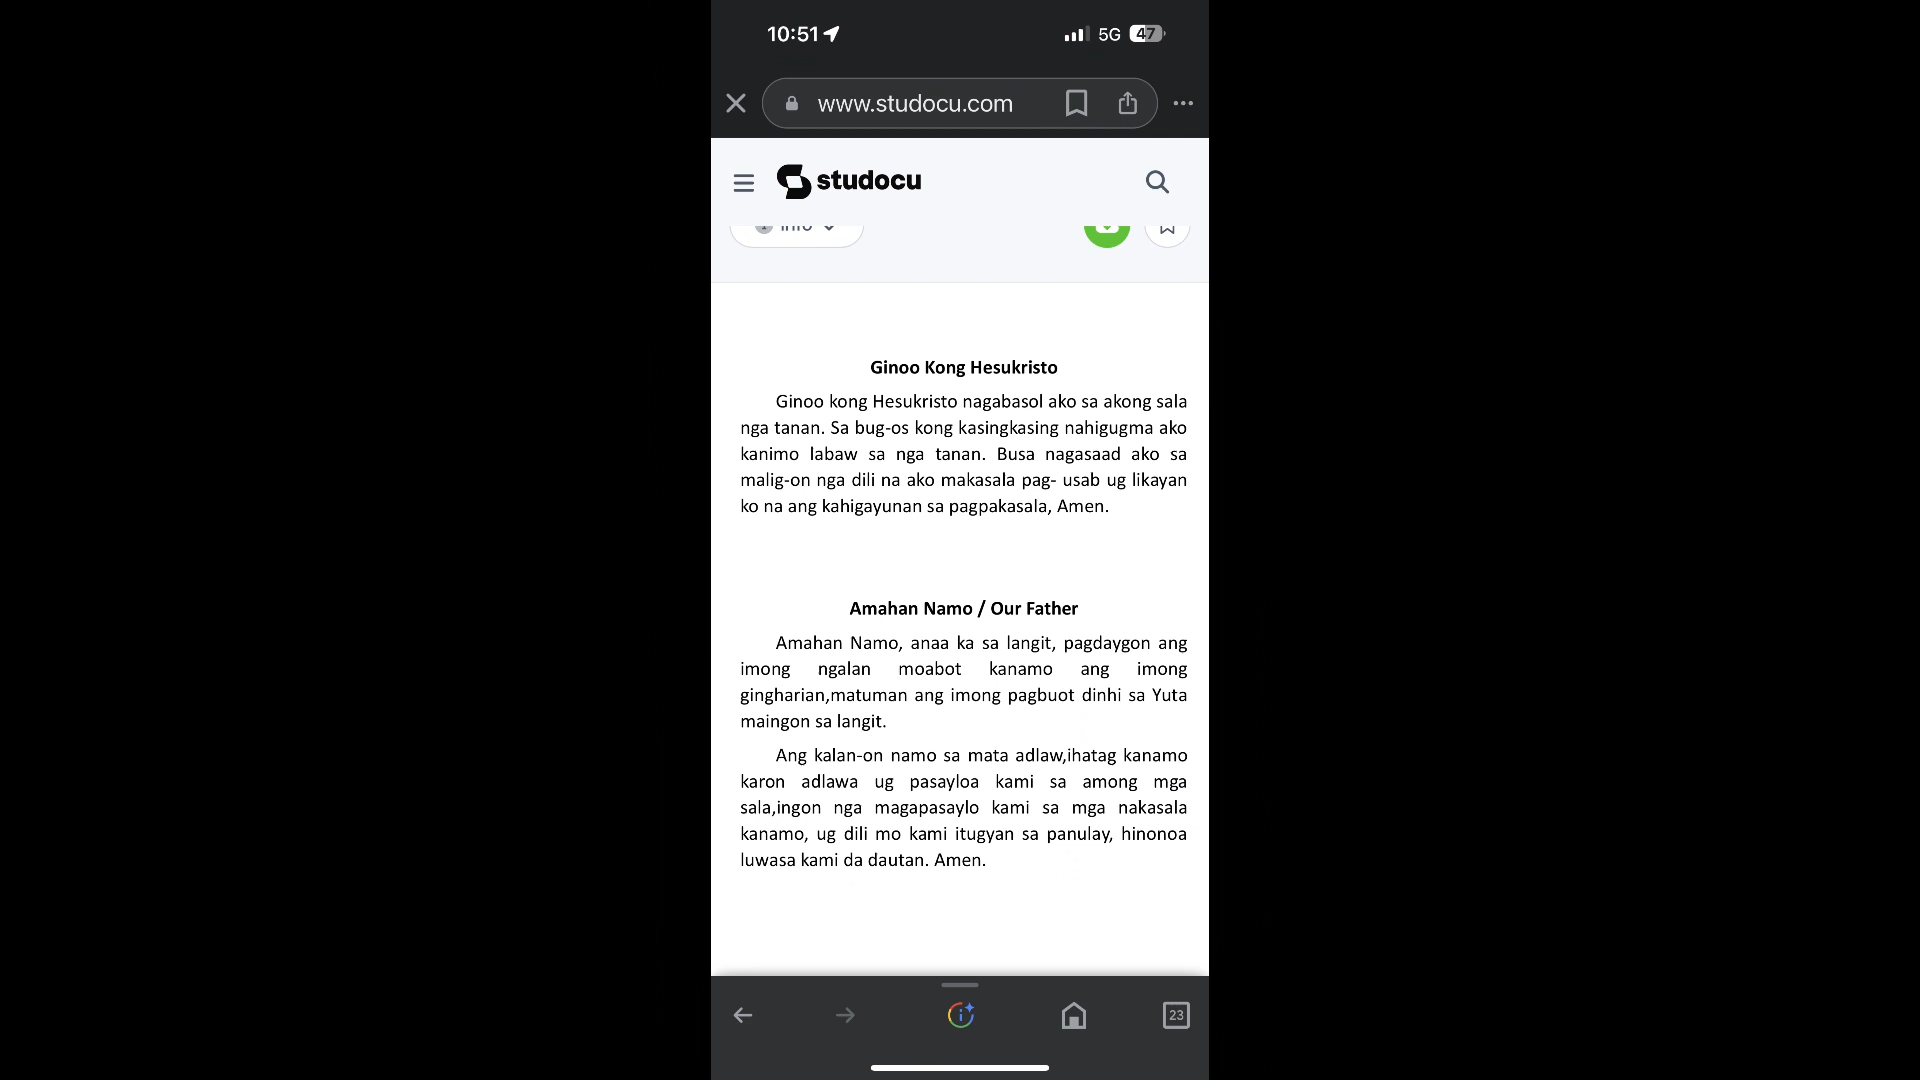 10:51
5G 47
www.studocu.com
studocu
Info
Ginoo Kong Hesukristo
Ginoo kong Hesukristo nagabasol ako sa akong sala
nga tanan. Sa bug-os kong kasingkasing nahigugma ako
kanimo labaw sa nga tanan. Busa nagasaad ako sa
malig-on nga dili na ako makasala pag- usab ug likayan
ko na ang kahigayunan sa pagpakasala, Amen.
Amahan Namo / Our Father
Amahan Namo, anaa ka sa langit, pagdaygon ang
imong ngalan moabot kanamo ang imong
gingharian,matuman ang imong pagbuot dinhi sa Yuta
maingon sa langit.
Ang kalan-on namo sa mata adlaw,ihatag kanamo
karon adlawa ug pasayloa kami sa among mga
sala,ingon nga magapasaylo kami sa mga nakasala
kanamo, ug dili mo kami itugyan sa panulay, hinonoa
luwasa kami da dautan. Amen.
23